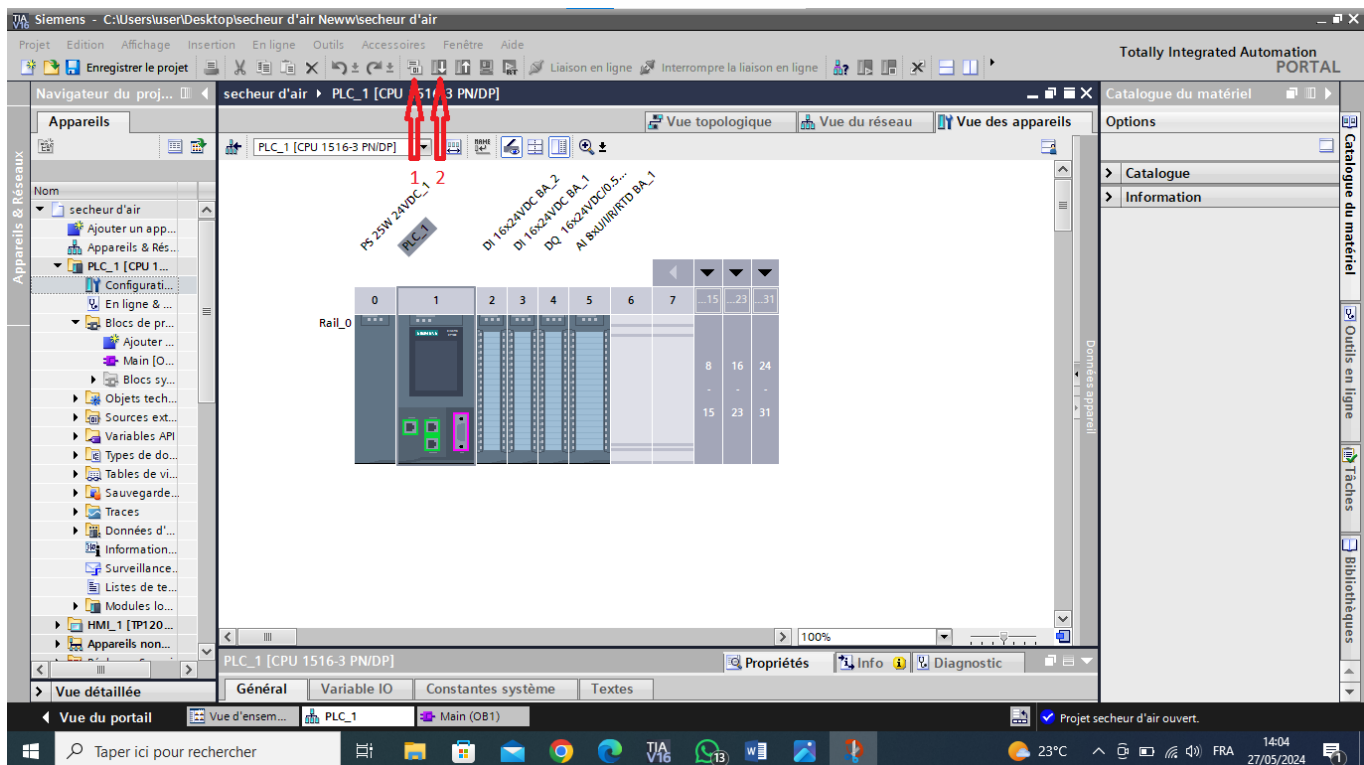 Siemens - C:\Users\user\Desktop\secheur d'air Neww\secheur d'air
Projet Edition Affichage Insertion En ligne Outils Accessoires Fenêtre Aide
Enregistrer le projet
Liaison en ligne
Interrompre la liaison en ligne
Totally Integrated Automation
PORTAL
Navigateur du proj...
secheur d'air PLC_1 [CPU 1516-3 PN/DP]
Catalogue du matériel
Appareils
Vue topologique
Vue du réseau
Vue des appareils
Options
PLC_1 [CPU 1516-3 PN/DP]
1 2
Catalogue
Information
Nom
secheur d'air
Ajouter un app...
Appareils & Rés...
PLC_1 [CPU 1...
Configurati...
En ligne & ...
Blocs de pr...
Ajouter ...
Main [O...
Blocs sy...
Objets tech...
Sources ext...
Variables API
Types de do...
Tables de vi...
Sauvegarde...
Traces
Données d'...
Information...
Surveillance..
Listes de te...
Modules lo...
HMI_1 [TP120...
Appareils non...
Vue détaillée
Appareils & Réseaux
PS 25W 24VDC_1
PLC_1
DI 16x24VDC BA_2
DI 16x24VDC BA_1
DQ 16x24VDC/0.5...
AI 8xU/I/R/RTD BA_1
0 1 2 3 4 5 6 7 ...15 ...23 ...31
Rail_0
SIEMENS
8 16 24
- - -
15 23 31
Données appareil
100%
PLC_1 [CPU 1516-3 PN/DP]
Propriétés
Info
Diagnostic
Général
Variable IO
Constantes système
Textes
Catalogue du matériel
Outils en ligne
Tâches
Bibliothèques
Vue du portail
Vue d'ensem...
PLC_1
Main (OB1)
Projet secheur d'air ouvert.
Taper ici pour rechercher
TIA
V16
13
23°C
FRA
14:04
27/05/2024
1